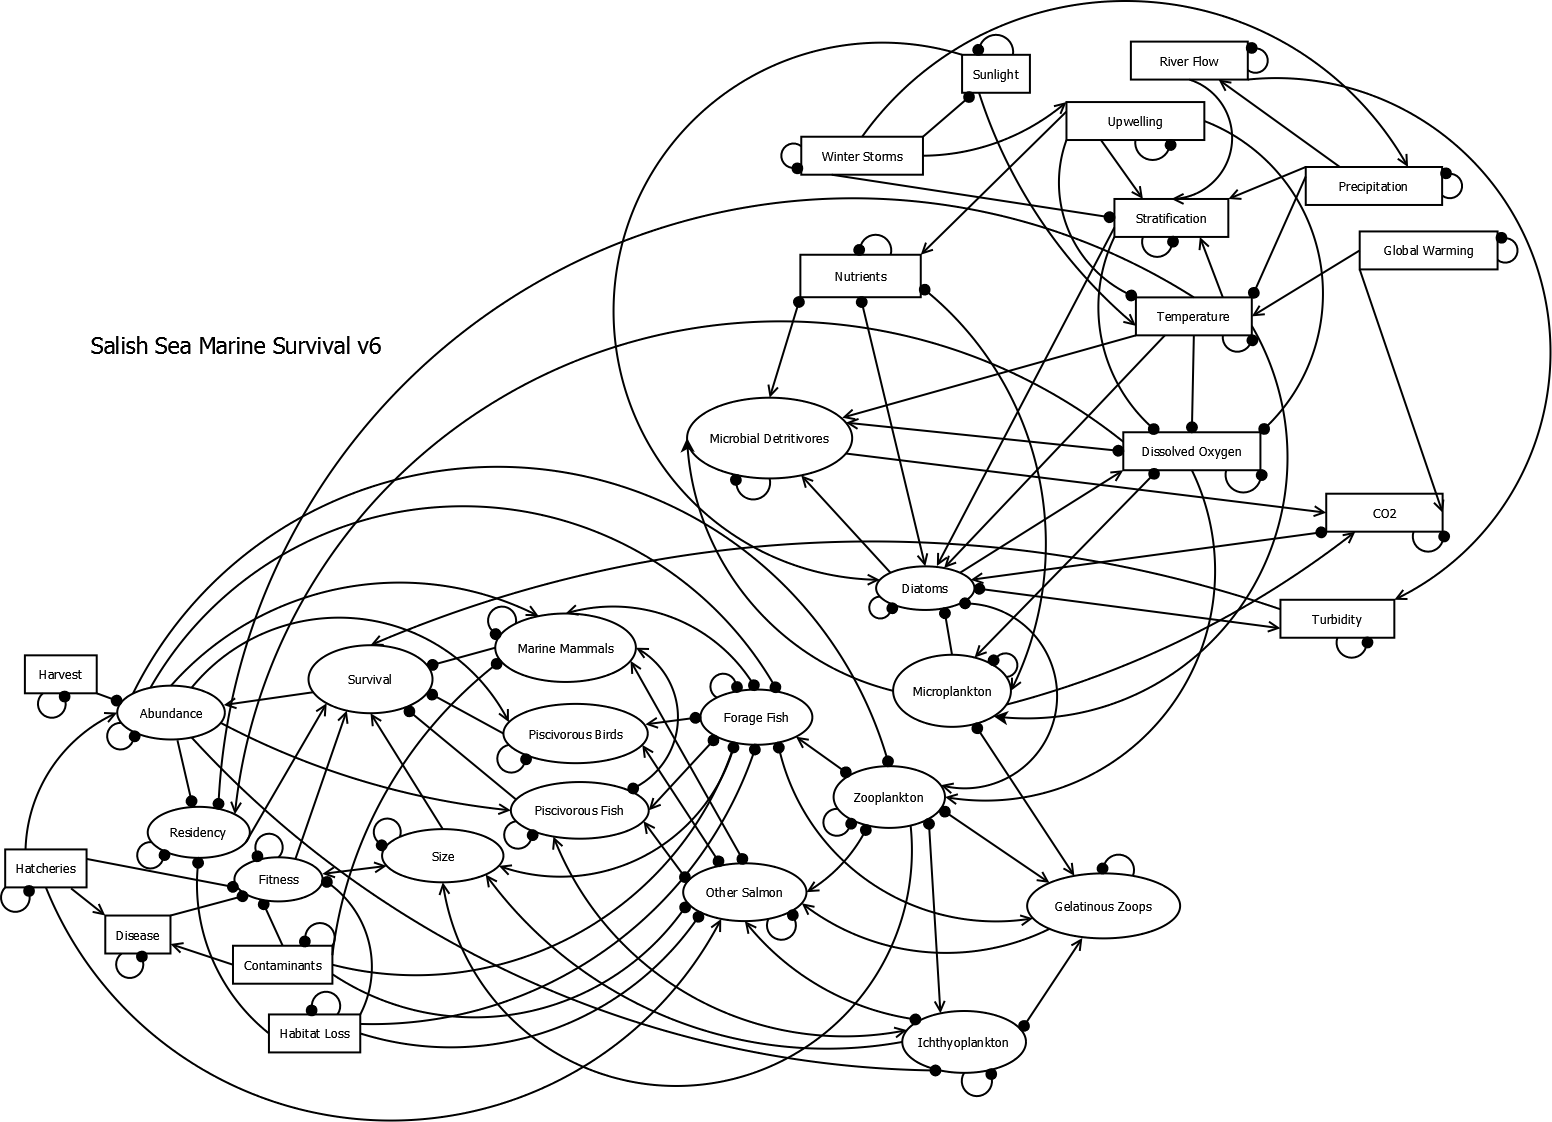 Sunlight
River Flow
Upwelling
Winter Storms
Precipitation
Stratification
Global Warming
Nutrients
Temperature
Salish Sea Marine Survival v6
Microbial Detritivores
Dissolved Oxygen
CO2
Diatoms
Turbidity
Marine Mammals
Harvest
Survival
Microplankton
Abundance
Forage Fish
Piscivorous Birds
Zooplankton
Piscivorous Fish
Residency
Size
Hatcheries
Fitness
Other Salmon
Gelatinous Zoops
Disease
Contaminants
Habitat Loss
Ichthyoplankton